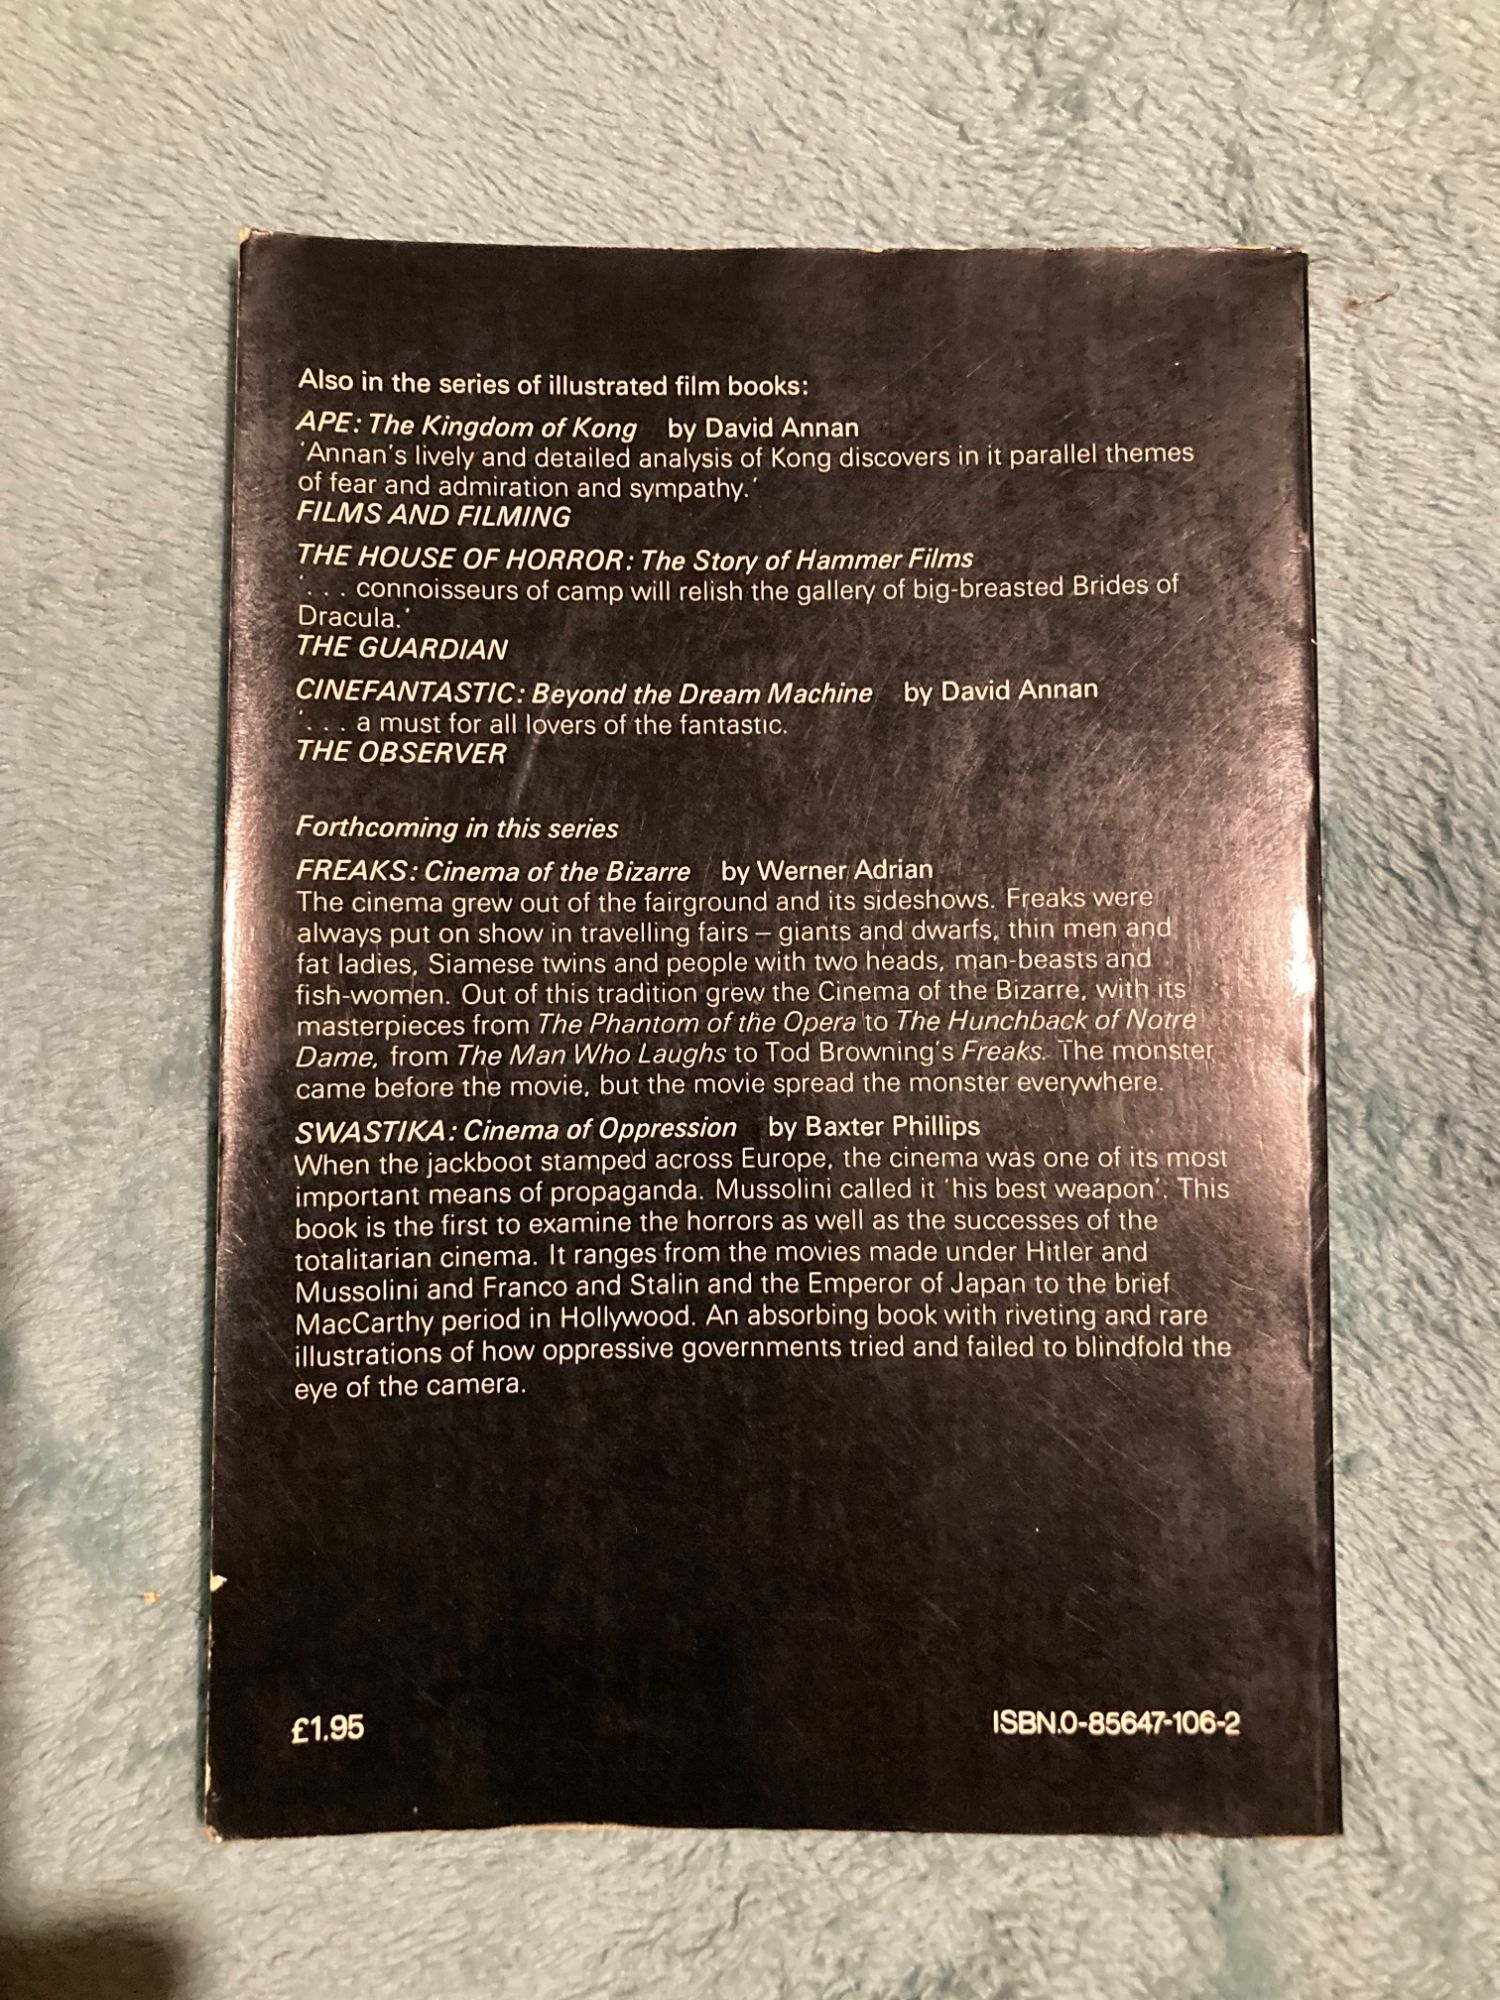 Also in the series of illustrated film books:
APE: The Kingdom of Kong by David Annan
'Annan's lively and detailed analysis of Kong discovers in it parallel themes
of fear and admiration and sympathy.'
FILMS AND FILMING
THE HOUSE OF HORROR: The Story of Hammer Films
'. . . connoisseurs of camp will relish the gallery of big-breasted Brides of
Dracula.'
THE GUARDIAN
CINEFANTASTIC: Beyond the Dream Machine by David Annan
'. . . a must for all lovers of the fantastic.
THE OBSERVER
Forthcoming in this series
FREAKS: Cinema of the Bizarre by Werner Adrian
The cinema grew out of the fairground and its sideshows. Freaks were
always put on show in travelling fairs – giants and dwarfs, thin men and
fat ladies, Siamese twins and people with two heads, man-beasts and
fish-women. Out of this tradition grew the Cinema of the Bizarre, with its
masterpieces from The Phantom of the Opera to The Hunchback of Notre
Dame, from The Man Who Laughs to Tod Browning's Freaks. The monster
came before the movie, but the movie spread the monster everywhere.
SWASTIKA: Cinema of Oppression by Baxter Phillips
When the jackboot stamped across Europe, the cinema was one of its most
important means of propaganda. Mussolini called it 'his best weapon'. This
book is the first to examine the horrors as well as the successes of the
totalitarian cinema. It ranges from the movies made under Hitler and
Mussolini and Franco and Stalin and the Emperor of Japan to the brief
MacCarthy period in Hollywood. An absorbing book with riveting and rare
illustrations of how oppressive governments tried and failed to blindfold the
eye of the camera.
£1.95
ISBN.0-85647-106-2